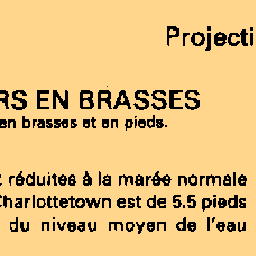 Projecti
RS EN BRASSES
en brasses et en pieds.
réduites à la marée normale
Charlottetown est de 5.5 pieds
du niveau moyen de l'eau